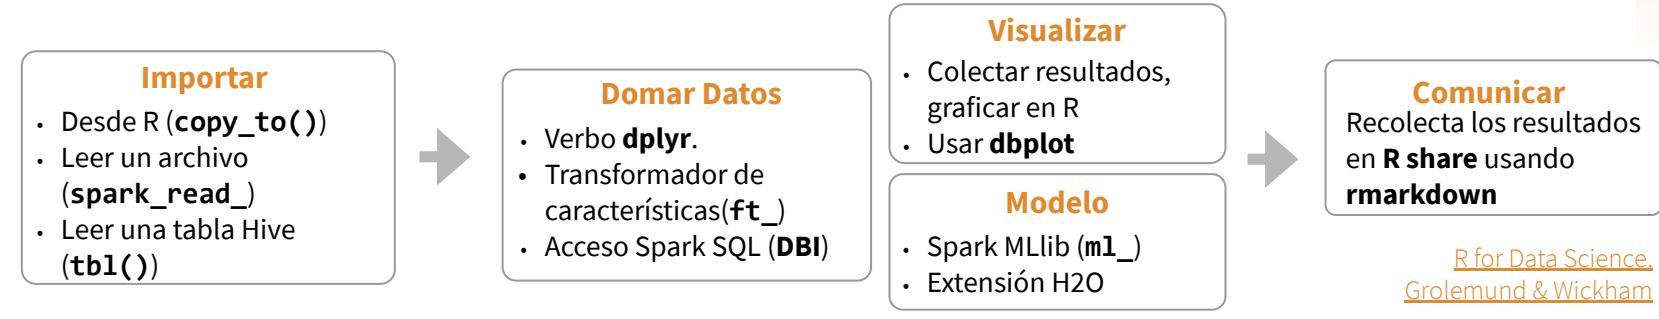 Importar
• Desde R (copy_to())
• Leer un archivo
(spark_read_)
• Leer una tabla Hive
(tbl())
Domar Datos
• Verbo dplyr.
• Transformador de
características(ft_)
• Acceso Spark SQL (DBI)
Visualizar
• Colectar resultados,
graficar en R
• Usar dbplot
Modelo
• Spark MLlib (ml_)
• Extensión H2O
Comunicar
Recolecta los resultados
en R share usando
rmarkdown
R for Data Science,
Grolemund & Wickham